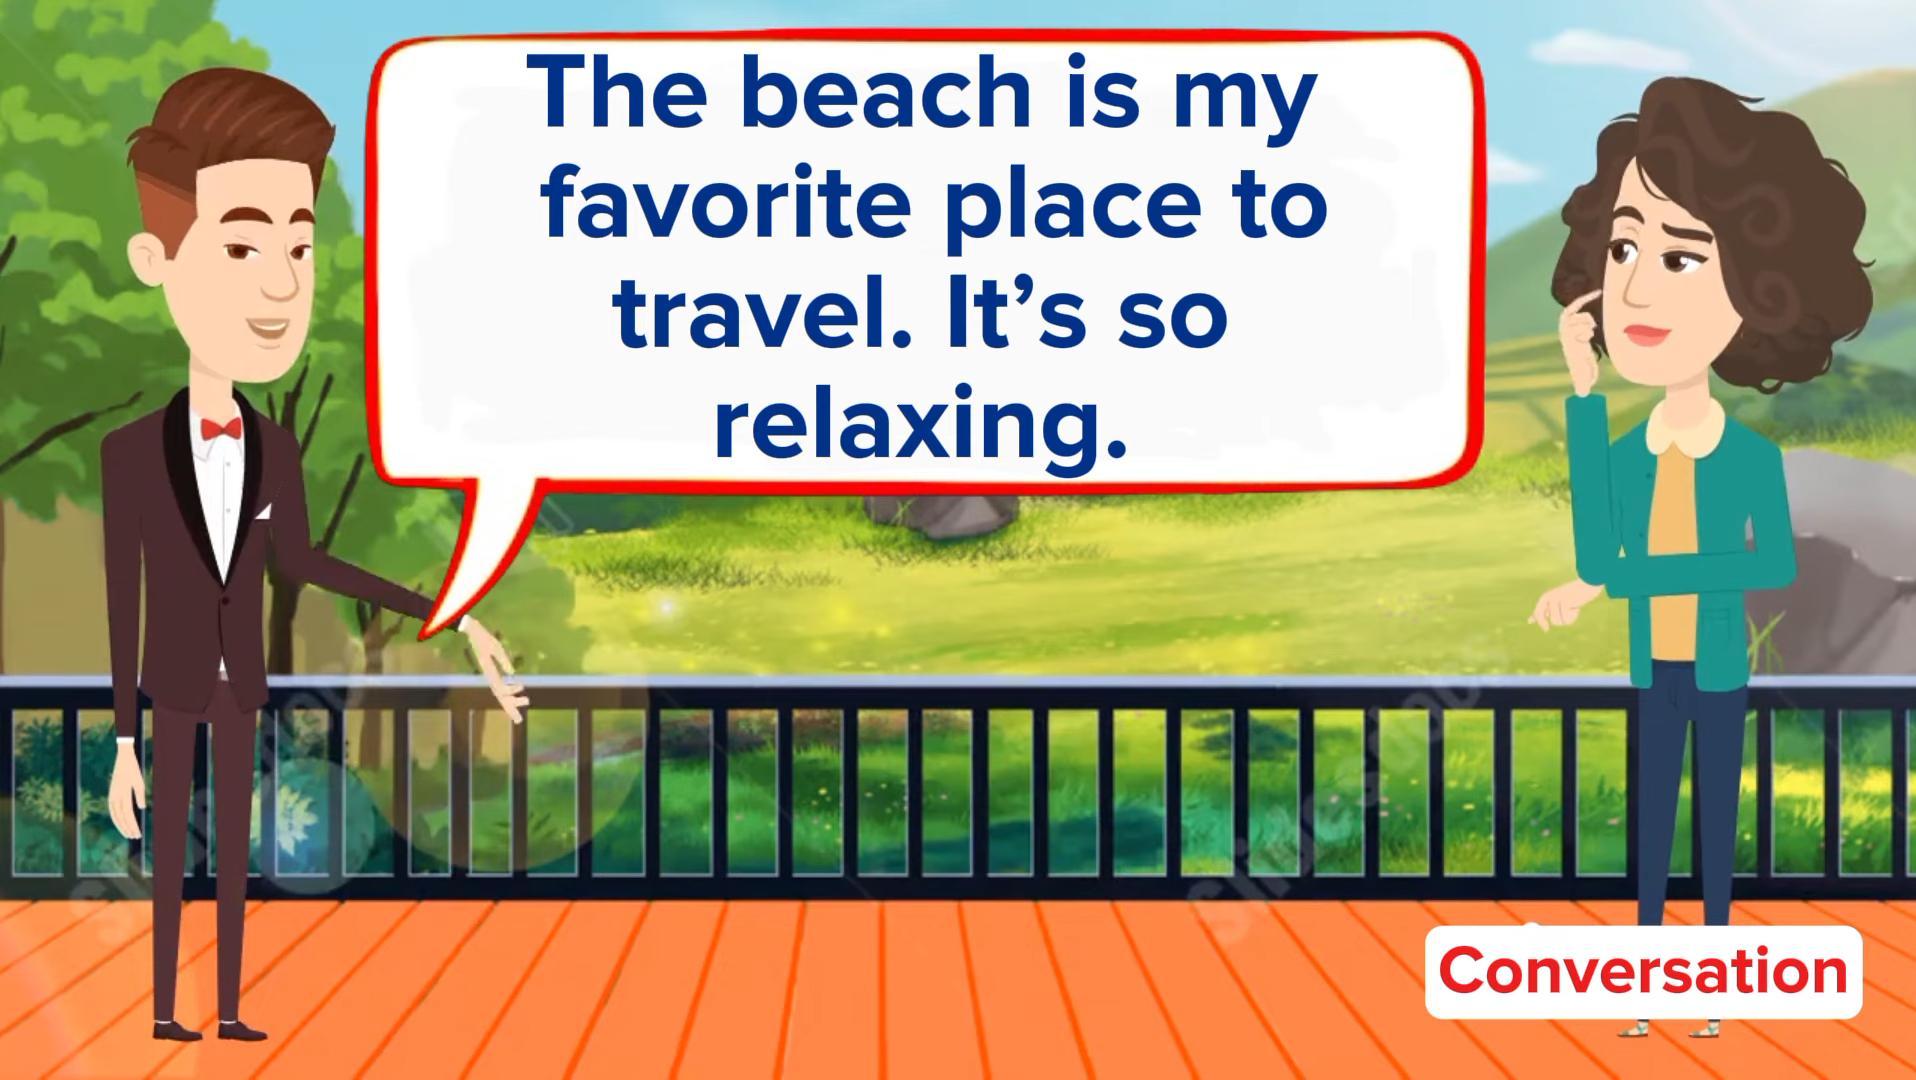 The beach is my
favorite place to
travel. It’s so
relaxing.
Conversation